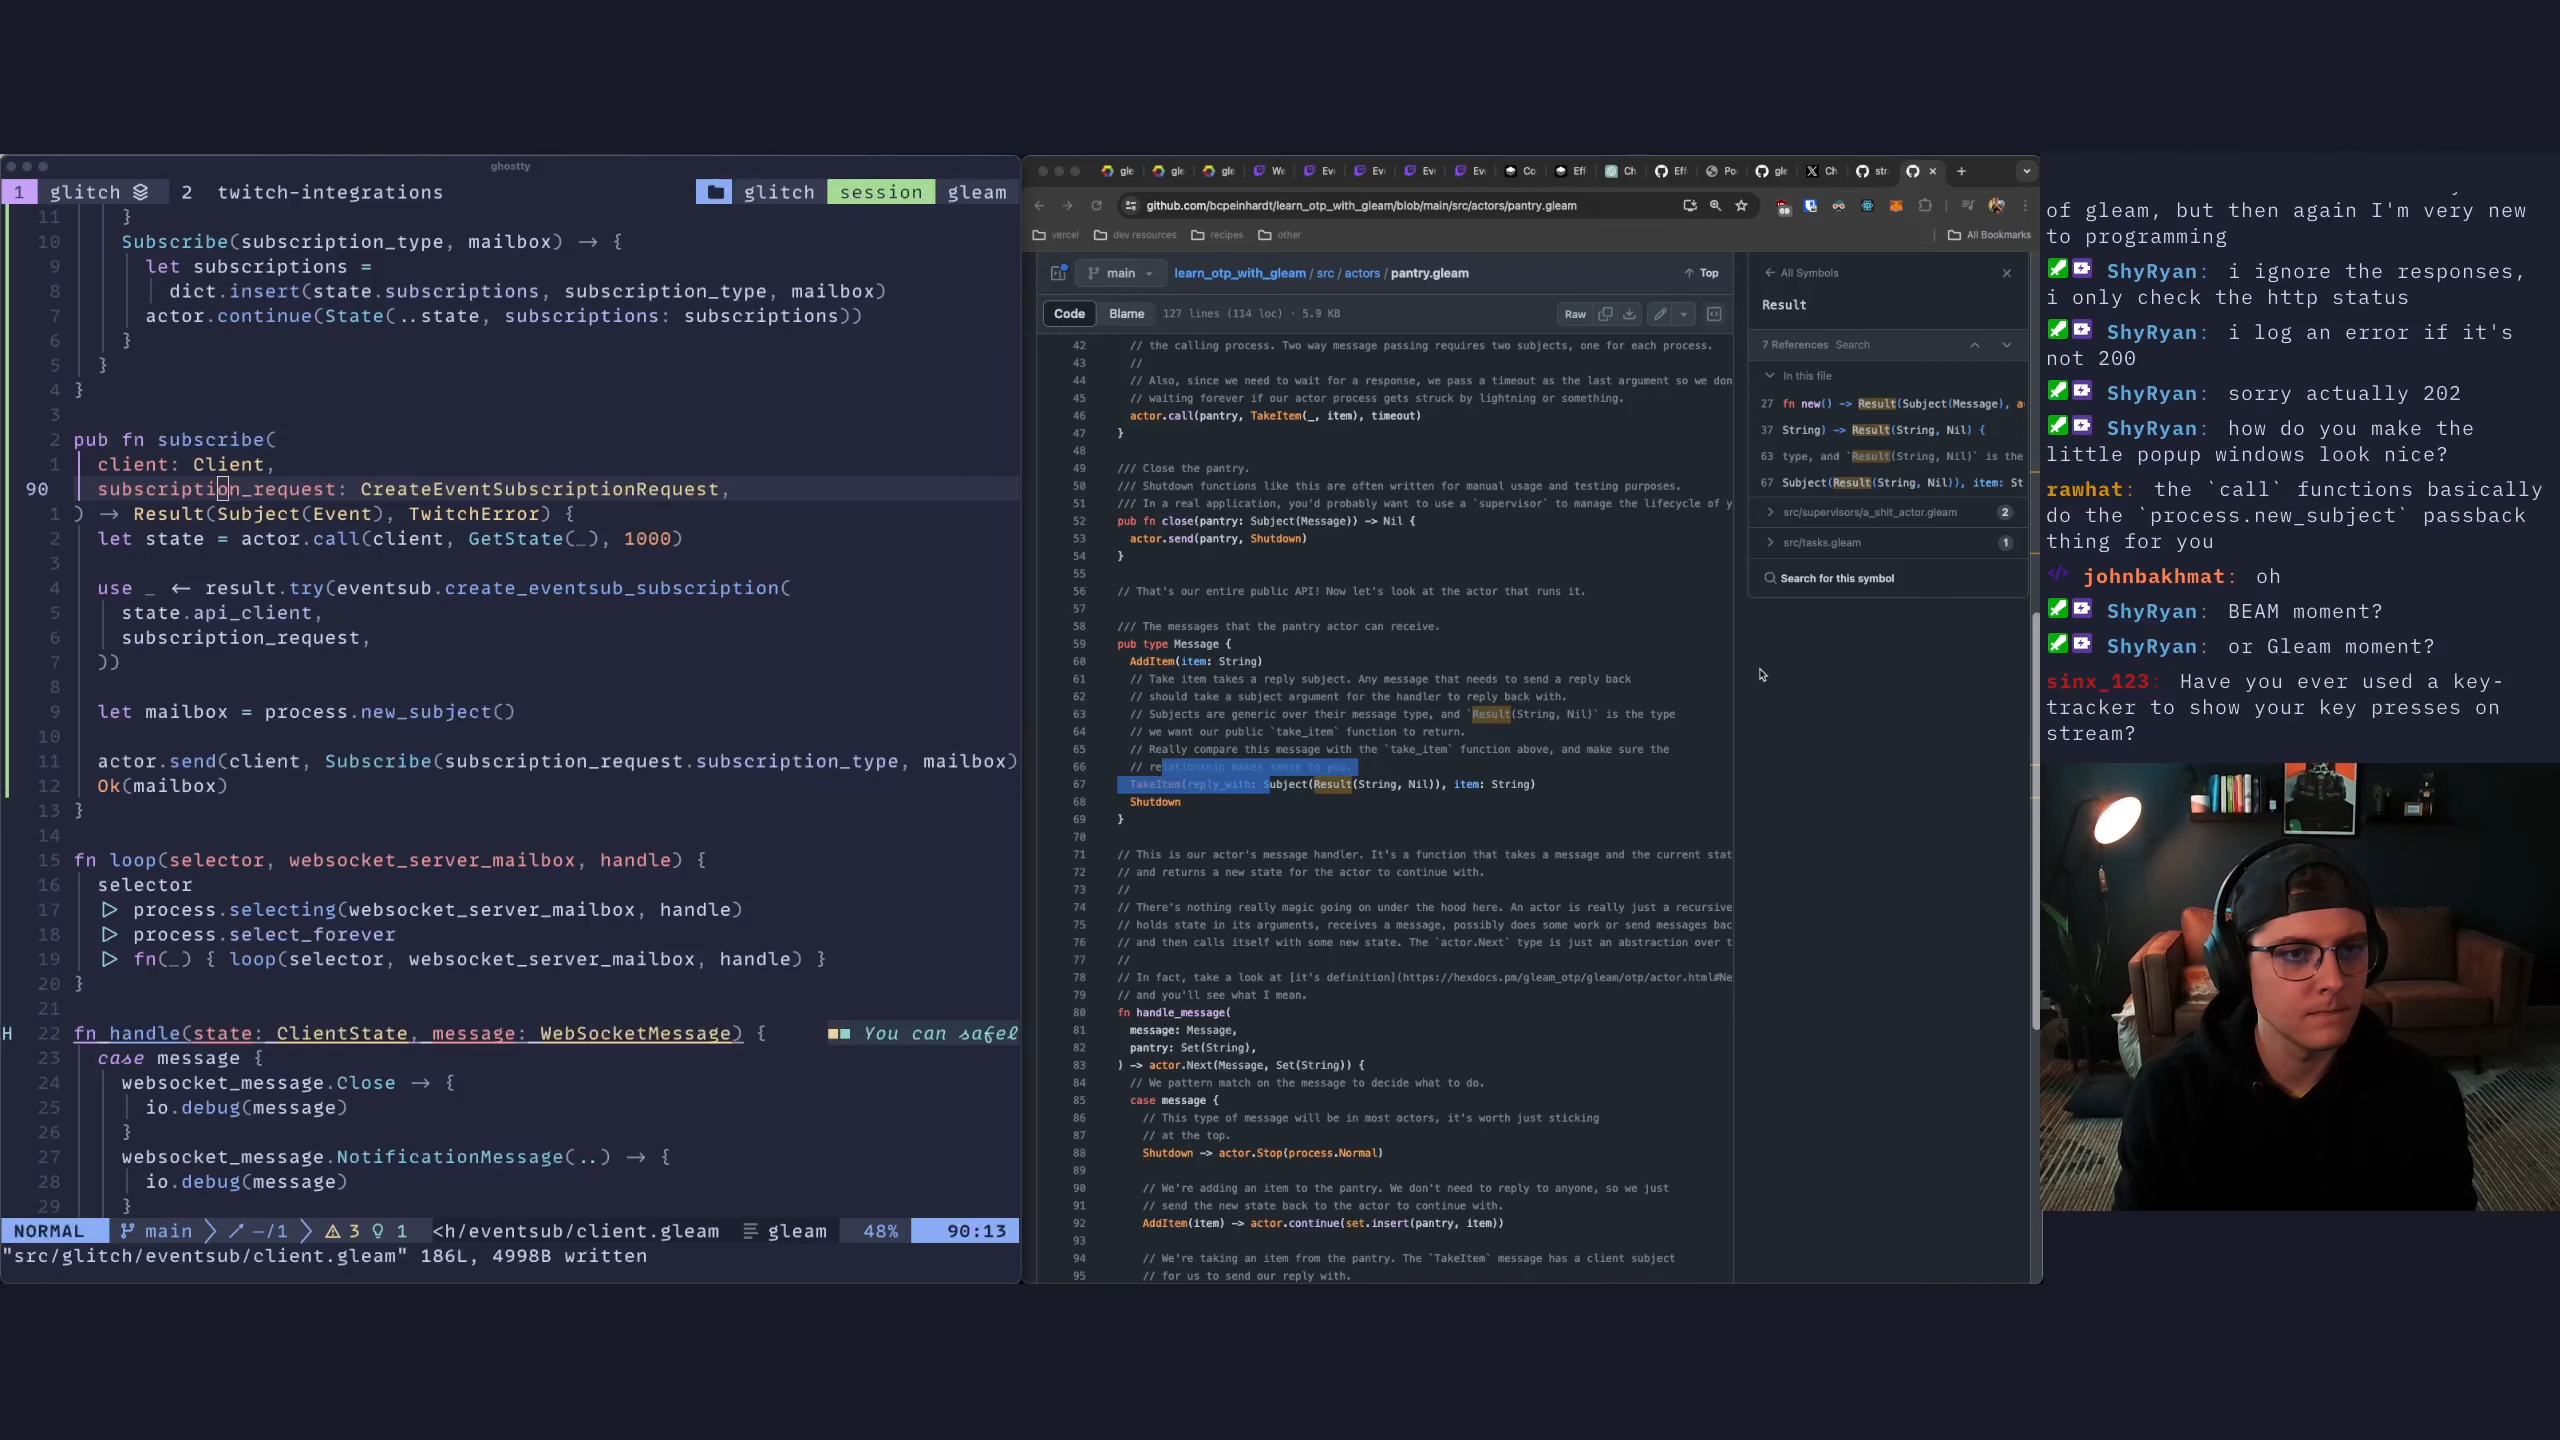 ghostty
1 glitch 2 twitch-integrations glitch session gleam
11 }
10 Subscribe(subscription_type, mailbox) → {
9 let subscriptions =
8 dict.insert(state.subscriptions, subscription_type, mailbox)
7 actor.continue(State(..state, subscriptions: subscriptions))
6 }
5 }
4 }
3
2 pub fn subscribe(
1 client: Client,
90 subscription_request: CreateEventSubscriptionRequest,
1 ) → Result(Subject(Event), TwitchError) {
2 let state = actor.call(client, GetState(_), 1000)
3
4 use _ ← result.try(eventsub.create_eventsub_subscription(
5 state.api_client,
6 subscription_request,
7 ))
8
9 let mailbox = process.new_subject()
10
11 actor.send(client, Subscribe(subscription_request.subscription_type, mailbox)
12 Ok(mailbox)
13 }
14
15 fn loop(selector, websocket_server_mailbox, handle) {
16 selector
17 ▷ process.selecting(websocket_server_mailbox, handle)
18 ▷ process.select_forever
19 ▷ fn(_) { loop(selector, websocket_server_mailbox, handle) }
20 }
21
H 22 fn handle(state: ClientState, message: WebSocketMessage) { You can safel
23 case message {
24 websocket_message.Close → {
25 io.debug(message)
26 }
27 websocket_message.NotificationMessage(..) → {
28 io.debug(message)
29 }
NORMAL main −/1 3 1 <h/eventsub/client.gleam gleam 48% 90:13
"src/glitch/eventsub/client.gleam" 186L, 4998B written
gle gle gle We Ev Ev Ev Ev Co Eff Ch Eff Po gle Ch str
github.com/bcpeinhardt/learn_otp_with_gleam/blob/main/src/actors/pantry.gleam
vercel dev resources recipes other All Bookmarks
main learn_otp_with_gleam / src / actors / pantry.gleam Top
Code Blame 127 lines (114 loc) · 5.9 KB Raw
42 // the calling process. Two way message passing requires two subjects, one for each process.
43 //
44 // Also, since we need to wait for a response, we pass a timeout as the last argument so we don
45 // waiting forever if our actor process gets struck by lightning or something.
46 actor.call(pantry, TakeItem(_, item), timeout)
47 }
48
49 /// Close the pantry.
50 /// Shutdown functions like this are often written for manual usage and testing purposes.
51 /// In a real application, you'd probably want to use a `supervisor` to manage the lifecycle of y
52 pub fn close(pantry: Subject(Message)) -> Nil {
53 actor.send(pantry, Shutdown)
54 }
55
56 // That's our entire public API! Now let's look at the actor that runs it.
57
58 /// The messages that the pantry actor can receive.
59 pub type Message {
60 AddItem(item: String)
61 // Take item takes a reply subject. Any message that needs to send a reply back
62 // should take a subject argument for the handler to reply back with.
63 // Subjects are generic over their message type, and `Result(String, Nil)` is the type
64 // we want our public `take_item` function to return.
65 // Really compare this message with the `take_item` function above, and make sure the
66 // relationship makes sense to you.
67 TakeItem(reply_with: Subject(Result(String, Nil)), item: String)
68 Shutdown
69 }
70
71 // This is our actor's message handler. It's a function that takes a message and the current stat
72 // and returns a new state for the actor to continue with.
73 //
74 // There's nothing really magic going on under the hood here. An actor is really just a recursive
75 // holds state in its arguments, receives a message, possibly does some work or send messages bac
76 // and then calls itself with some new state. The `actor.Next` type is just an abstraction over t
77 //
78 // In fact, take a look at [it's definition](https://hexdocs.pm/gleam_otp/gleam/otp/actor.html#Ne
79 // and you'll see what I mean.
80 fn handle_message(
81 message: Message,
82 pantry: Set(String),
83 ) -> actor.Next(Message, Set(String)) {
84 // We pattern match on the message to decide what to do.
85 case message {
86 // This type of message will be in most actors, it's worth just sticking
87 // at the top.
88 Shutdown -> actor.Stop(process.Normal)
89
90 // We're adding an item to the pantry. We don't need to reply to anyone, so we just
91 // send the new state back to the actor to continue with.
92 AddItem(item) -> actor.continue(set.insert(pantry, item))
93
94 // We're taking an item from the pantry. The `TakeItem` message has a client subject
95 // for us to send our reply with.
All Symbols
Result
7 References Search
In this file
27 fn new() -> Result(Subject(Message), a
37 String) -> Result(String, Nil) {
63 type, and `Result(String, Nil)` is the
67 Subject(Result(String, Nil)), item: St
src/supervisors/a_shit_actor.gleam 2
src/tasks.gleam 1
Search for this symbol
of gleam, but then again I'm very new
to programming
ShyRyan: i ignore the responses,
i only check the http status
ShyRyan: i log an error if it's
not 200
ShyRyan: sorry actually 202
ShyRyan: how do you make the
little popup windows look nice?
rawhat: the `call` functions basically
do the `process.new_subject` passback
thing for you
johnbakhmat: oh
ShyRyan: BEAM moment?
ShyRyan: or Gleam moment?
sinx_123: Have you ever used a key-
tracker to show your key presses on
stream?